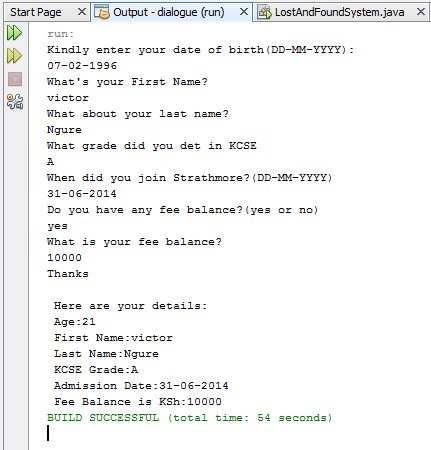 Start Page Output - dialogue (run) LostAndFoundSystem.java
run:
Kindly enter your date of birth(DD-MM-YYYY):
07-02-1996
What's your First Name?
victor
What about your last name?
Ngure
What grade did you det in KCSE
A
When did you join Strathmore?(DD-MM-YYYY)
31-06-2014
Do you have any fee balance?(yes or no)
yes
What is your fee balance?
10000
Thanks
Here are your details:
Age:21
First Name:victor
Last Name:Ngure
KCSE Grade:A
Admission Date:31-06-2014
Fee Balance is KSh:10000
BUILD SUCCESSFUL (total time: 54 seconds)